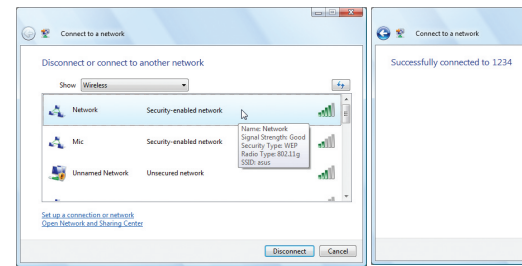 Connect to a network
Disconnect or connect to another network
Show Wireless
Network Security-enabled network
Name: Network
Signal Strength: Good
Security Type: WEP
Radio Type: 802.11g
SSID: asus
Mic Security-enabled network
Unnamed Network Unsecured network
Set up a connection or network
Open Network and Sharing Center
Disconnect Cancel
Connect to a network
Successfully connected to 1234